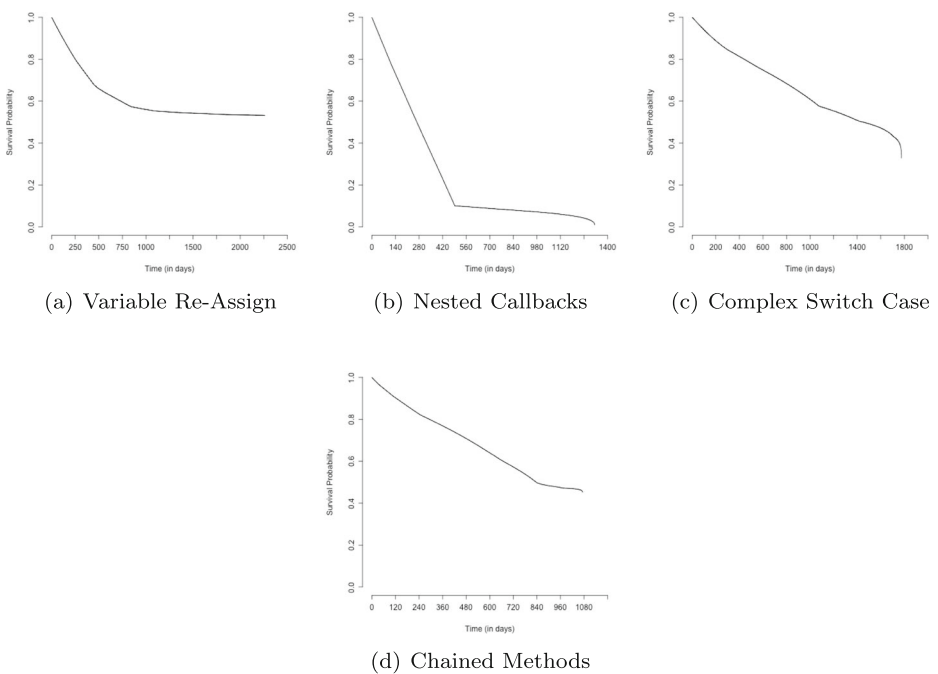 1.0
0.8
0.6
0.4
0.2
0.0
Survival Probability
0 250 500 750 1000 1500 2000 2500
Time (in days)
(a) Variable Re-Assign
1.0
0.8
0.6
0.4
0.2
0.0
Survival Probability
0 140 280 420 560 700 840 980 1120 1400
Time (in days)
(b) Nested Callbacks
1.0
0.8
0.6
0.4
0.2
0.0
Survival Probability
0 200 400 600 800 1000 1400 1800
Time (in days)
(c) Complex Switch Case
1.0
0.8
0.6
0.4
0.2
0.0
Survival Probability
0 120 240 360 480 600 720 840 960 1080
Time (in days)
(d) Chained Methods